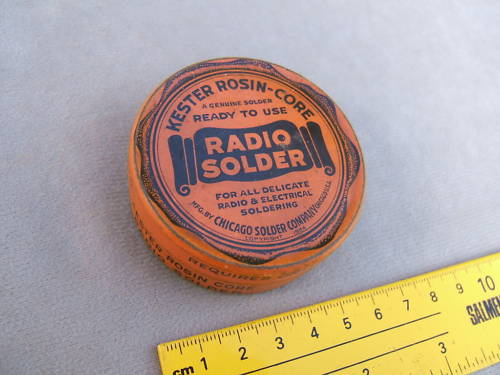 KESTER ROSIN-CORE
A GENUINE SOLDER
READY TO USE
RADIO
SOLDER
FOR ALL DELICATE
RADIO & ELECTRICAL
SOLDERING
MFG. BY CHICAGO SOLDER COMPANY CHICAGO U.S.A.
COPYRIGHT
REQUIRES
ROSIN CORE
cm 1 2 3 4 5 6 7 8 9 10
1 2 3